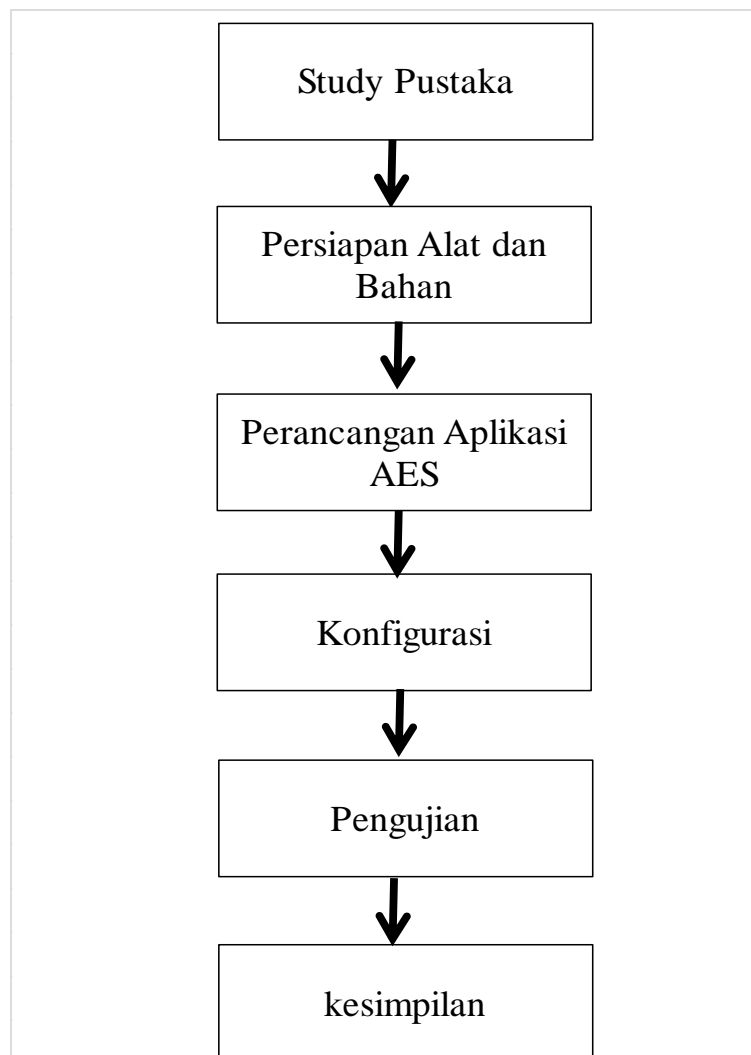 Study Pustaka
Persiapan Alat dan
Bahan
Perancangan Aplikasi
AES
Konfigurasi
Pengujian
kesimpilan